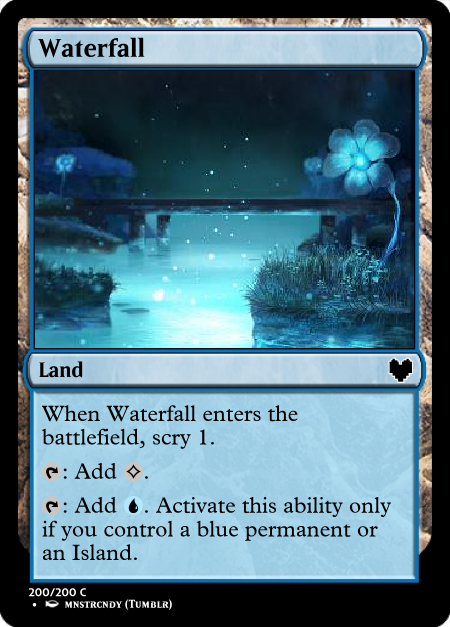 Waterfall
Land
When Waterfall enters the
battlefield, scry 1.
: Add .
: Add . Activate this ability only
if you control a blue permanent or
an Island.
200/200 C
• MNSTRCNDY (TUMBLR)